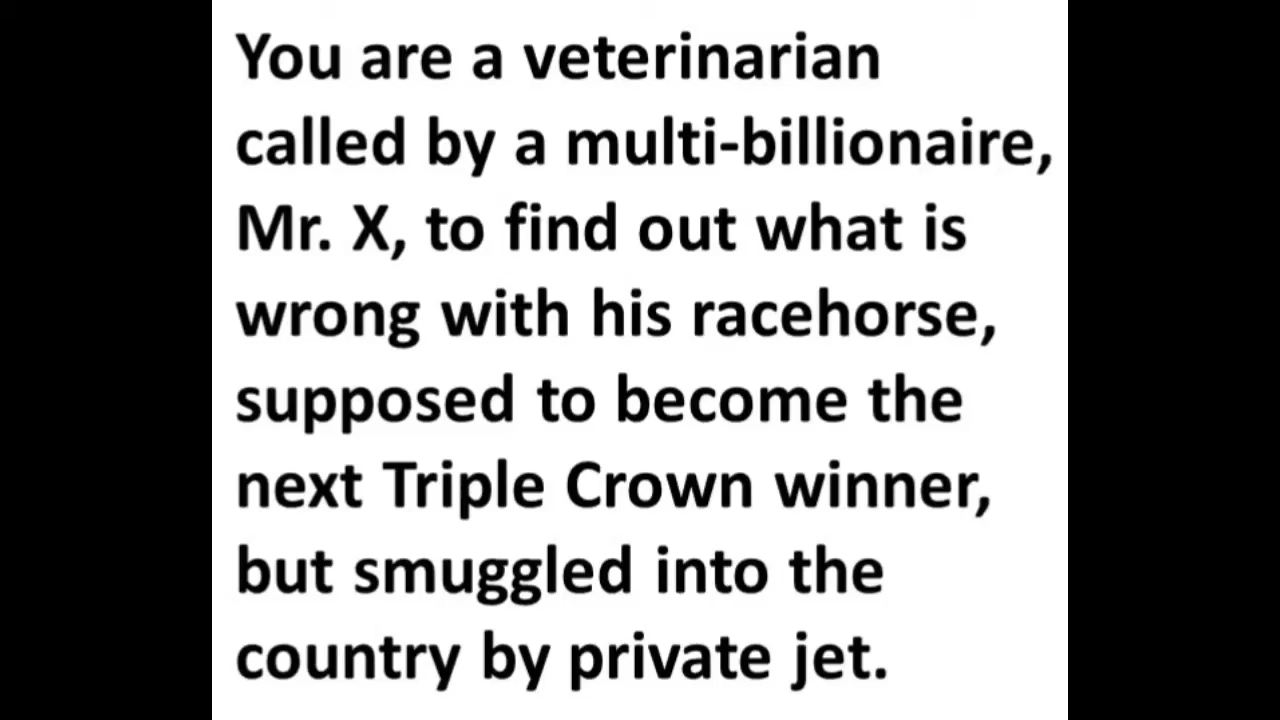 You are a veterinarian
called by a multi-billionaire,
Mr. X, to find out what is
wrong with his racehorse,
supposed to become the
next Triple Crown winner,
but smuggled into the
country by private jet.